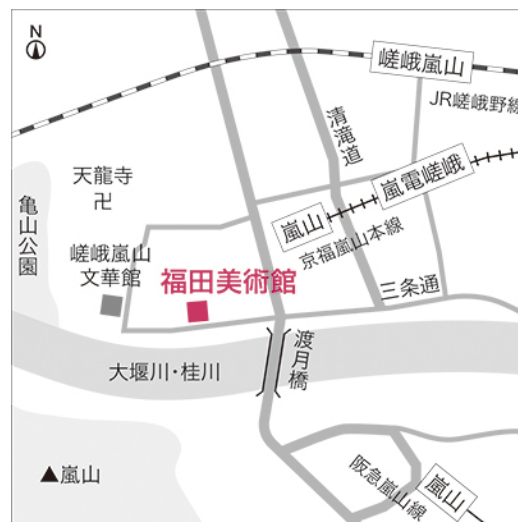 N
嵯峨嵐山
JR嵯峨野線
清滝道
天龍寺
卍
嵐電嵯峨
嵐山
京福嵐山本線
亀山公園
嵯峨嵐山
文華館
福田美術館
三条通
大堰川・桂川
渡月橋
▲嵐山
阪急嵐山線
嵐山